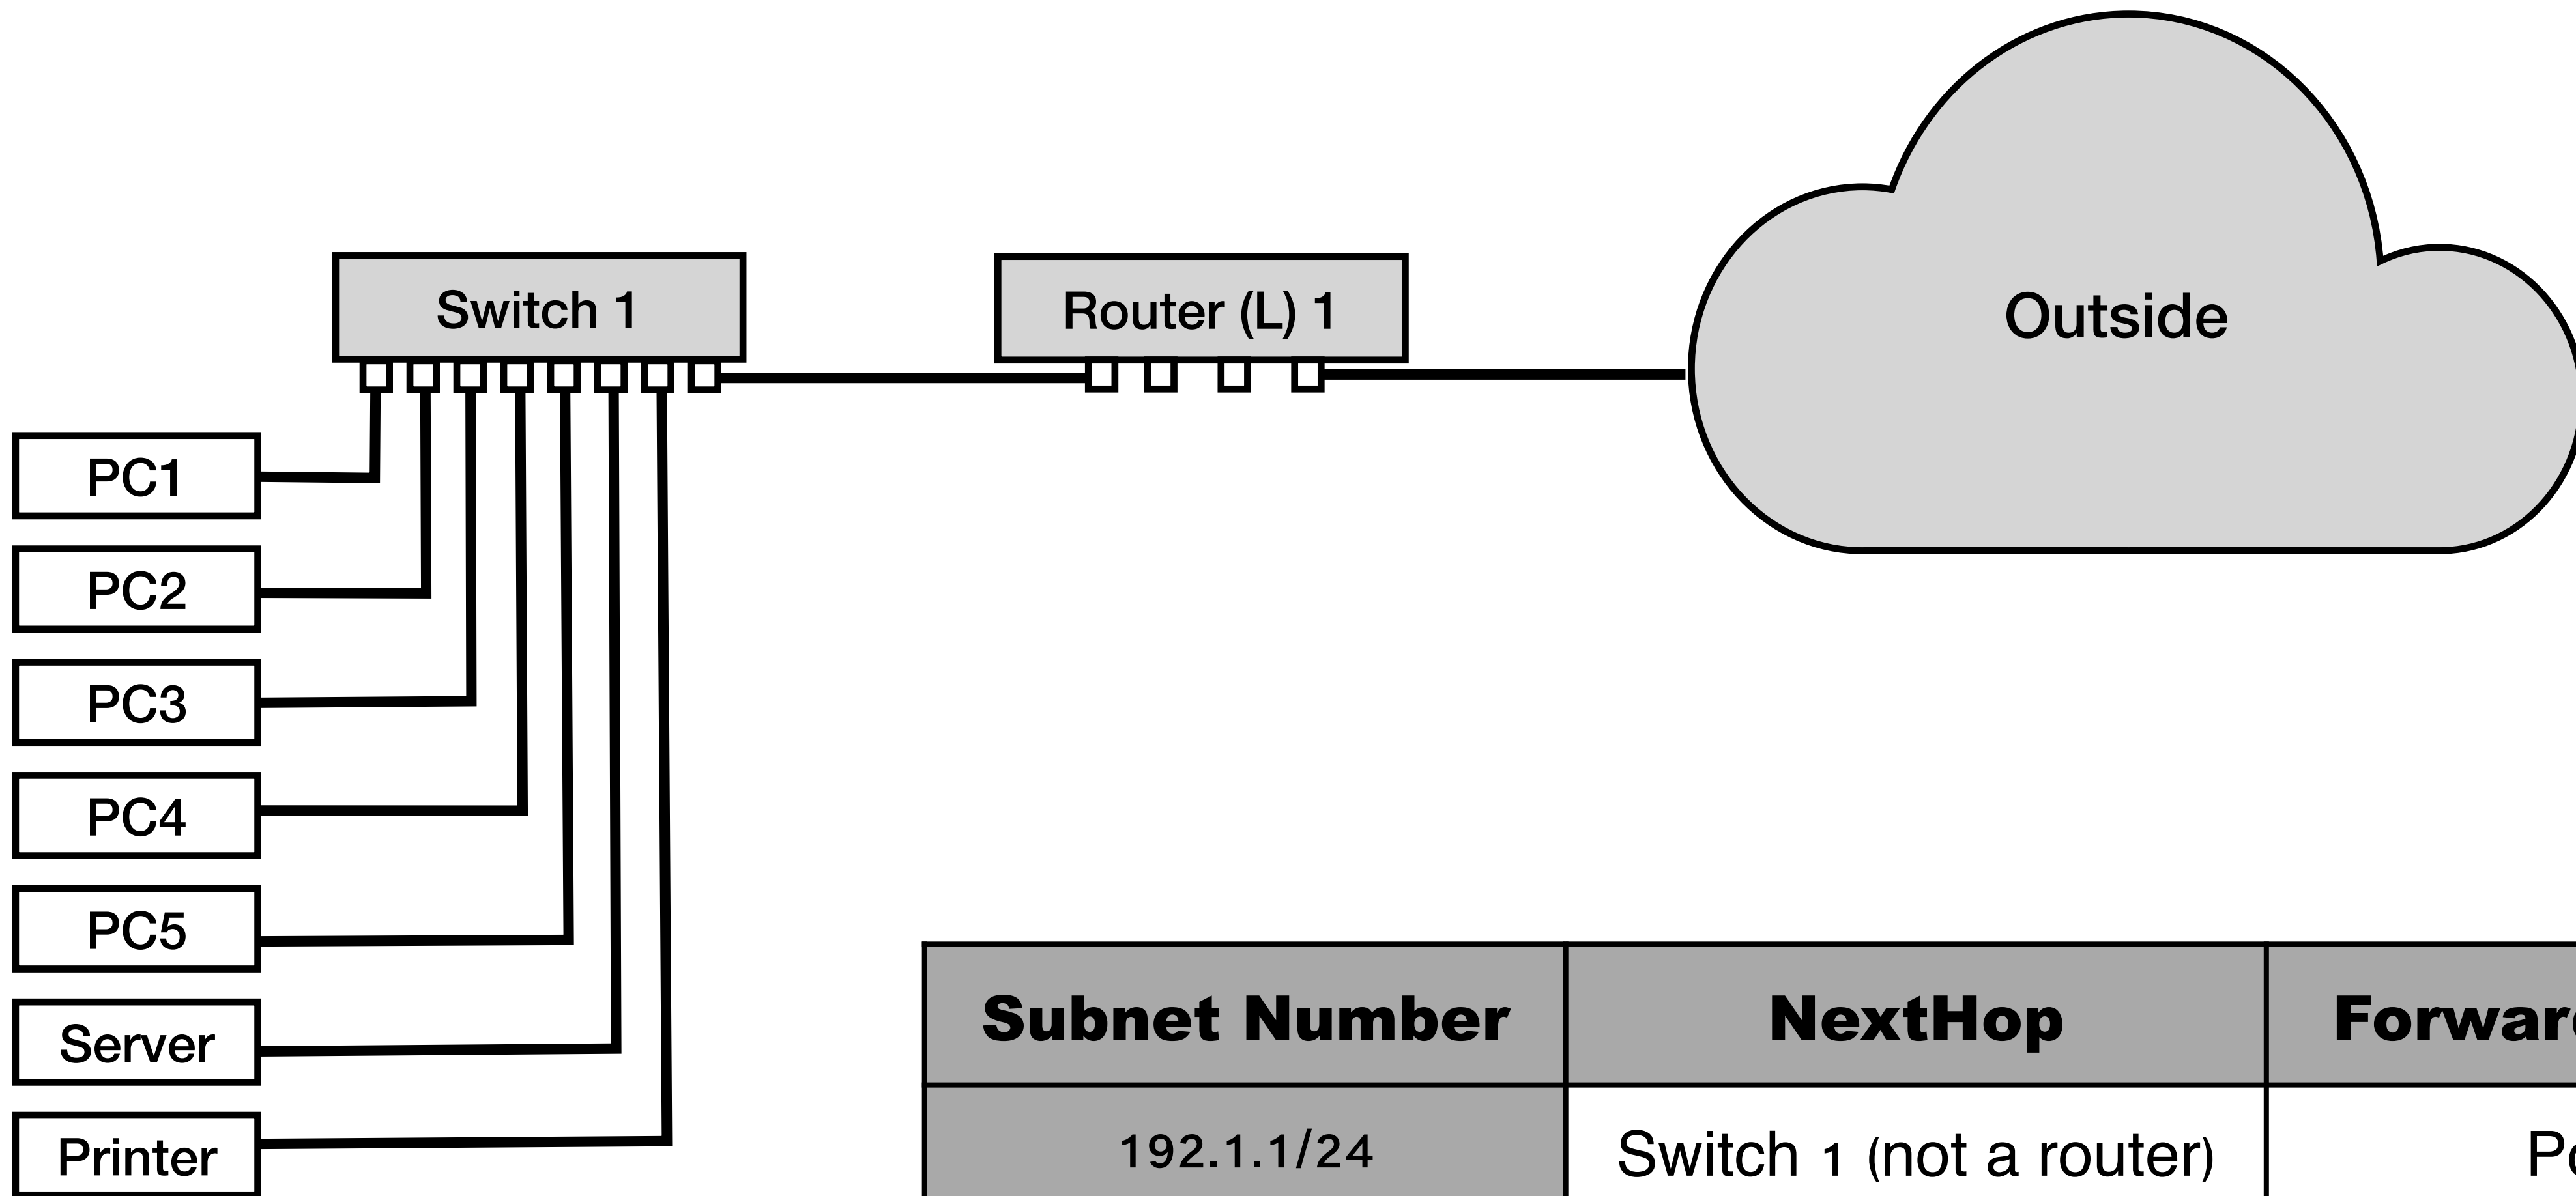 Outside
Switch 1
Router (L) 1
PC1
PC2
PC3
PC4
PC5
Server
Printer
Subnet Number NextHop
192.1.1/24 Switch 1 (not a router)